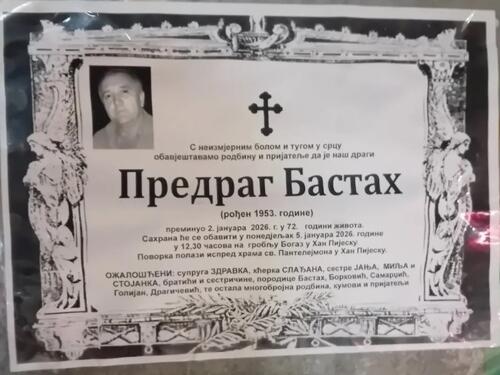 С неизмјерним болом и тугом у срцу
обавјештавамо родбину и пријатеље да је наш драги
Предраг Бастах
(рођен 1953. године)
преминуо 2. јануара 2026. г. у 72. години живота.
Сахрана ће се обавити у понедјељак 5. јануара 2026. године
у 12,30 часова на гробљу Богаз у Хан Пијеску.
Поворка полази испред храма св. Пантелејмона у Хан Пијеску.
ОЖАЛОШЋЕНИ: супруга ЗДРАВКА, кћерка СЛАЂАНА, сестре ЈАЊА, МИЉА и
СТОЈАНКА, братићи и сестричине, породице Бастах, Борковић, Самарџић,
Голијан, Драгичевић, те остала многобројна родбина, кумови и пријатељи